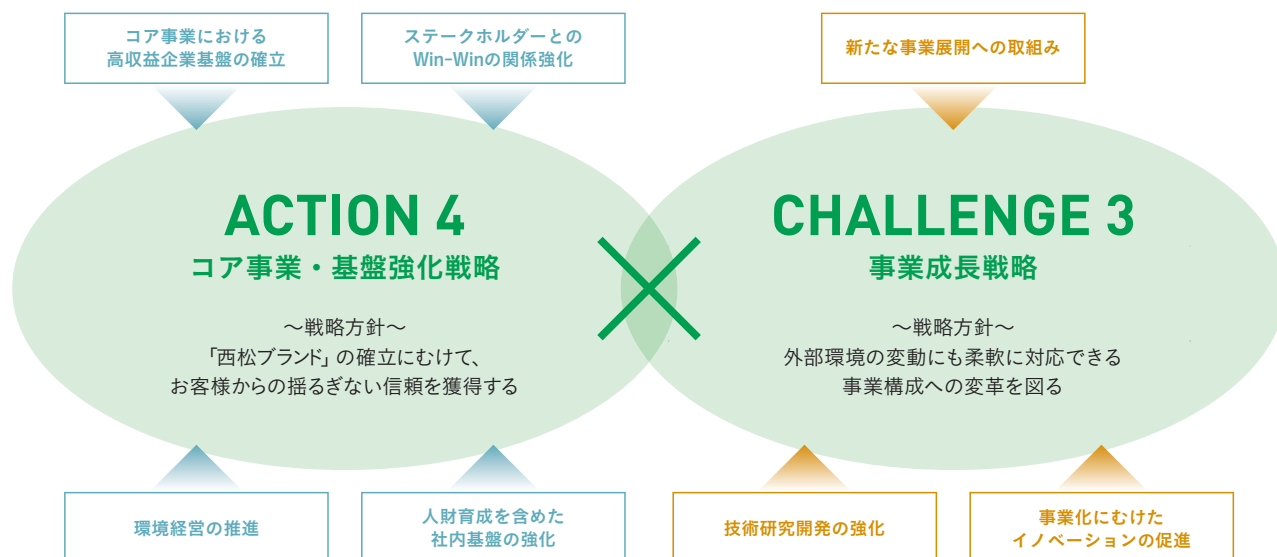 コア事業における
高収益企業基盤の確立
ステークホルダーとの
Win-Winの関係強化
新たな事業展開への取組み
ACTION 4
コア事業・基盤強化戦略
〜戦略方針〜
「西松ブランド」の確立にむけて、
お客様からの揺るぎない信頼を獲得する
CHALLENGE 3
事業成長戦略
〜戦略方針〜
外部環境の変動にも柔軟に対応できる
事業構成への変革を図る
環境経営の推進
人財育成を含めた
社内基盤の強化
技術研究開発の強化
事業化にむけた
イノベーションの促進